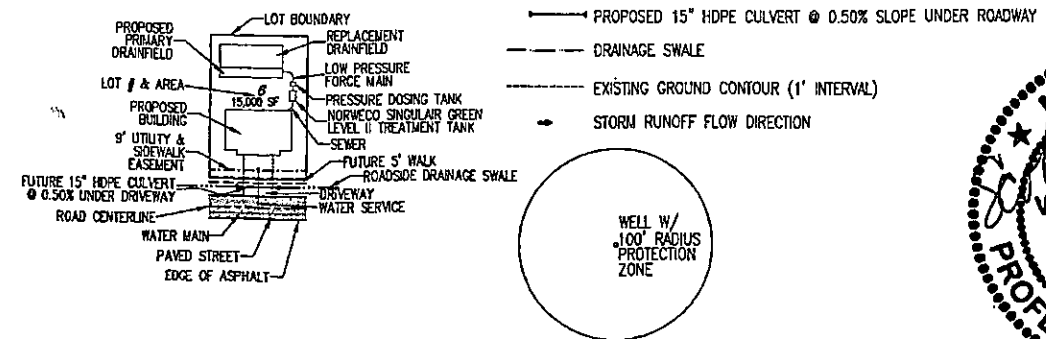 LOT BOUNDARY
PROPOSED
PRIMARY
DRAINFIELD
REPLACEMENT
DRAINFIELD
LOW PRESSURE
FORCE MAIN
LOT # & AREA
6
15,000 SF
PRESSURE DOSING TANK
NORWECO SINGULAIR GREEN
LEVEL II TREATMENT TANK
PROPOSED
BUILDING
SEWER
9' UTILITY &
SIDEWALK
EASEMENT
FUTURE 5' WALK
ROADSIDE DRAINAGE SWALE
FUTURE 15" HDPE CULVERT
@ 0.50% UNDER DRIVEWAY
DRIVEWAY
WATER SERVICE
ROAD CENTERLINE
WATER MAIN
PAVED STREET
EDGE OF ASPHALT
PROPOSED 15" HDPE CULVERT @ 0.50% SLOPE UNDER ROADWAY
DRAINAGE SWALE
EXISTING GROUND CONTOUR (1' INTERVAL)
STORM RUNOFF FLOW DIRECTION
WELL W/
100' RADIUS
PROTECTION
ZONE
PROFE